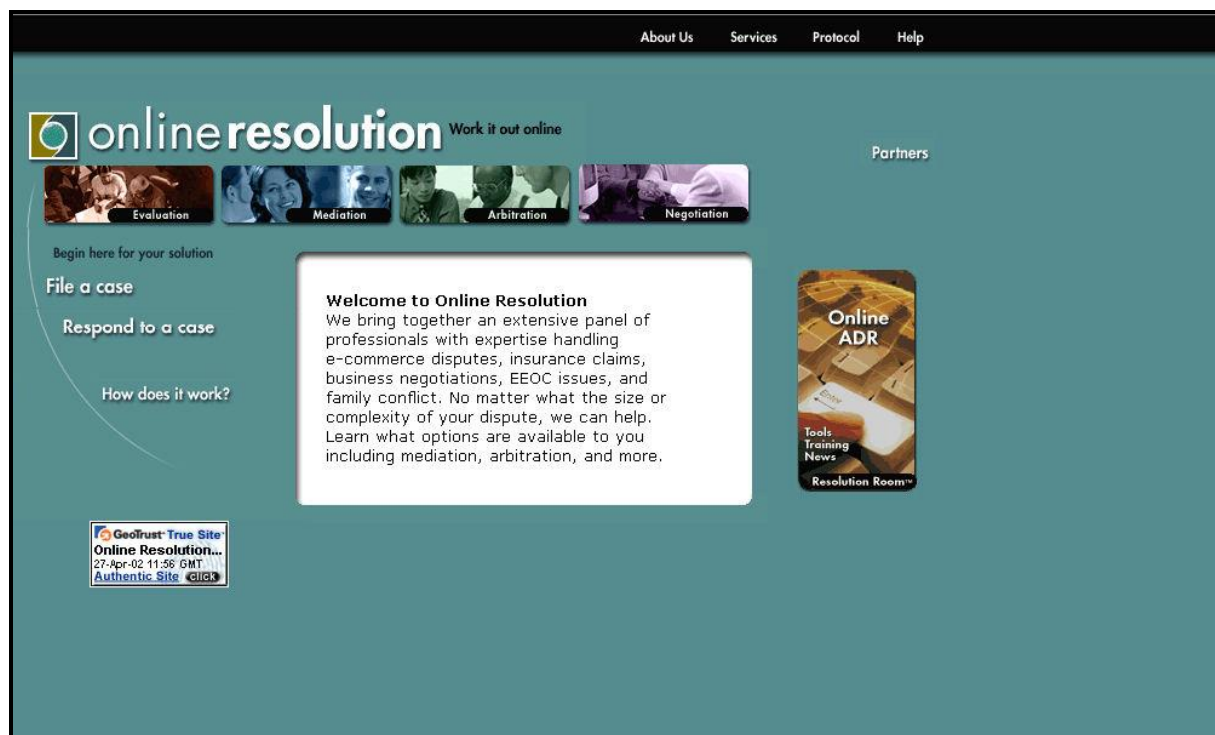 About Us Services Protocol Help
online resolution Work it out online
Partners
Evaluation Mediation Arbitration Negotiation
Begin here for your solution
File a case
Respond to a case
How does it work?
Welcome to Online Resolution
We bring together an extensive panel of
professionals with expertise handling
e-commerce disputes, insurance claims,
business negotiations, EEOC issues, and
family conflict. No matter what the size or
complexity of your dispute, we can help.
Learn what options are available to you
including mediation, arbitration, and more.
Online
ADR
Enter
Tools
Training
News
Resolution Room™
GeoTrust True Site
Online Resolution...
27-Apr-02 11:56 GMT
Authentic Site click